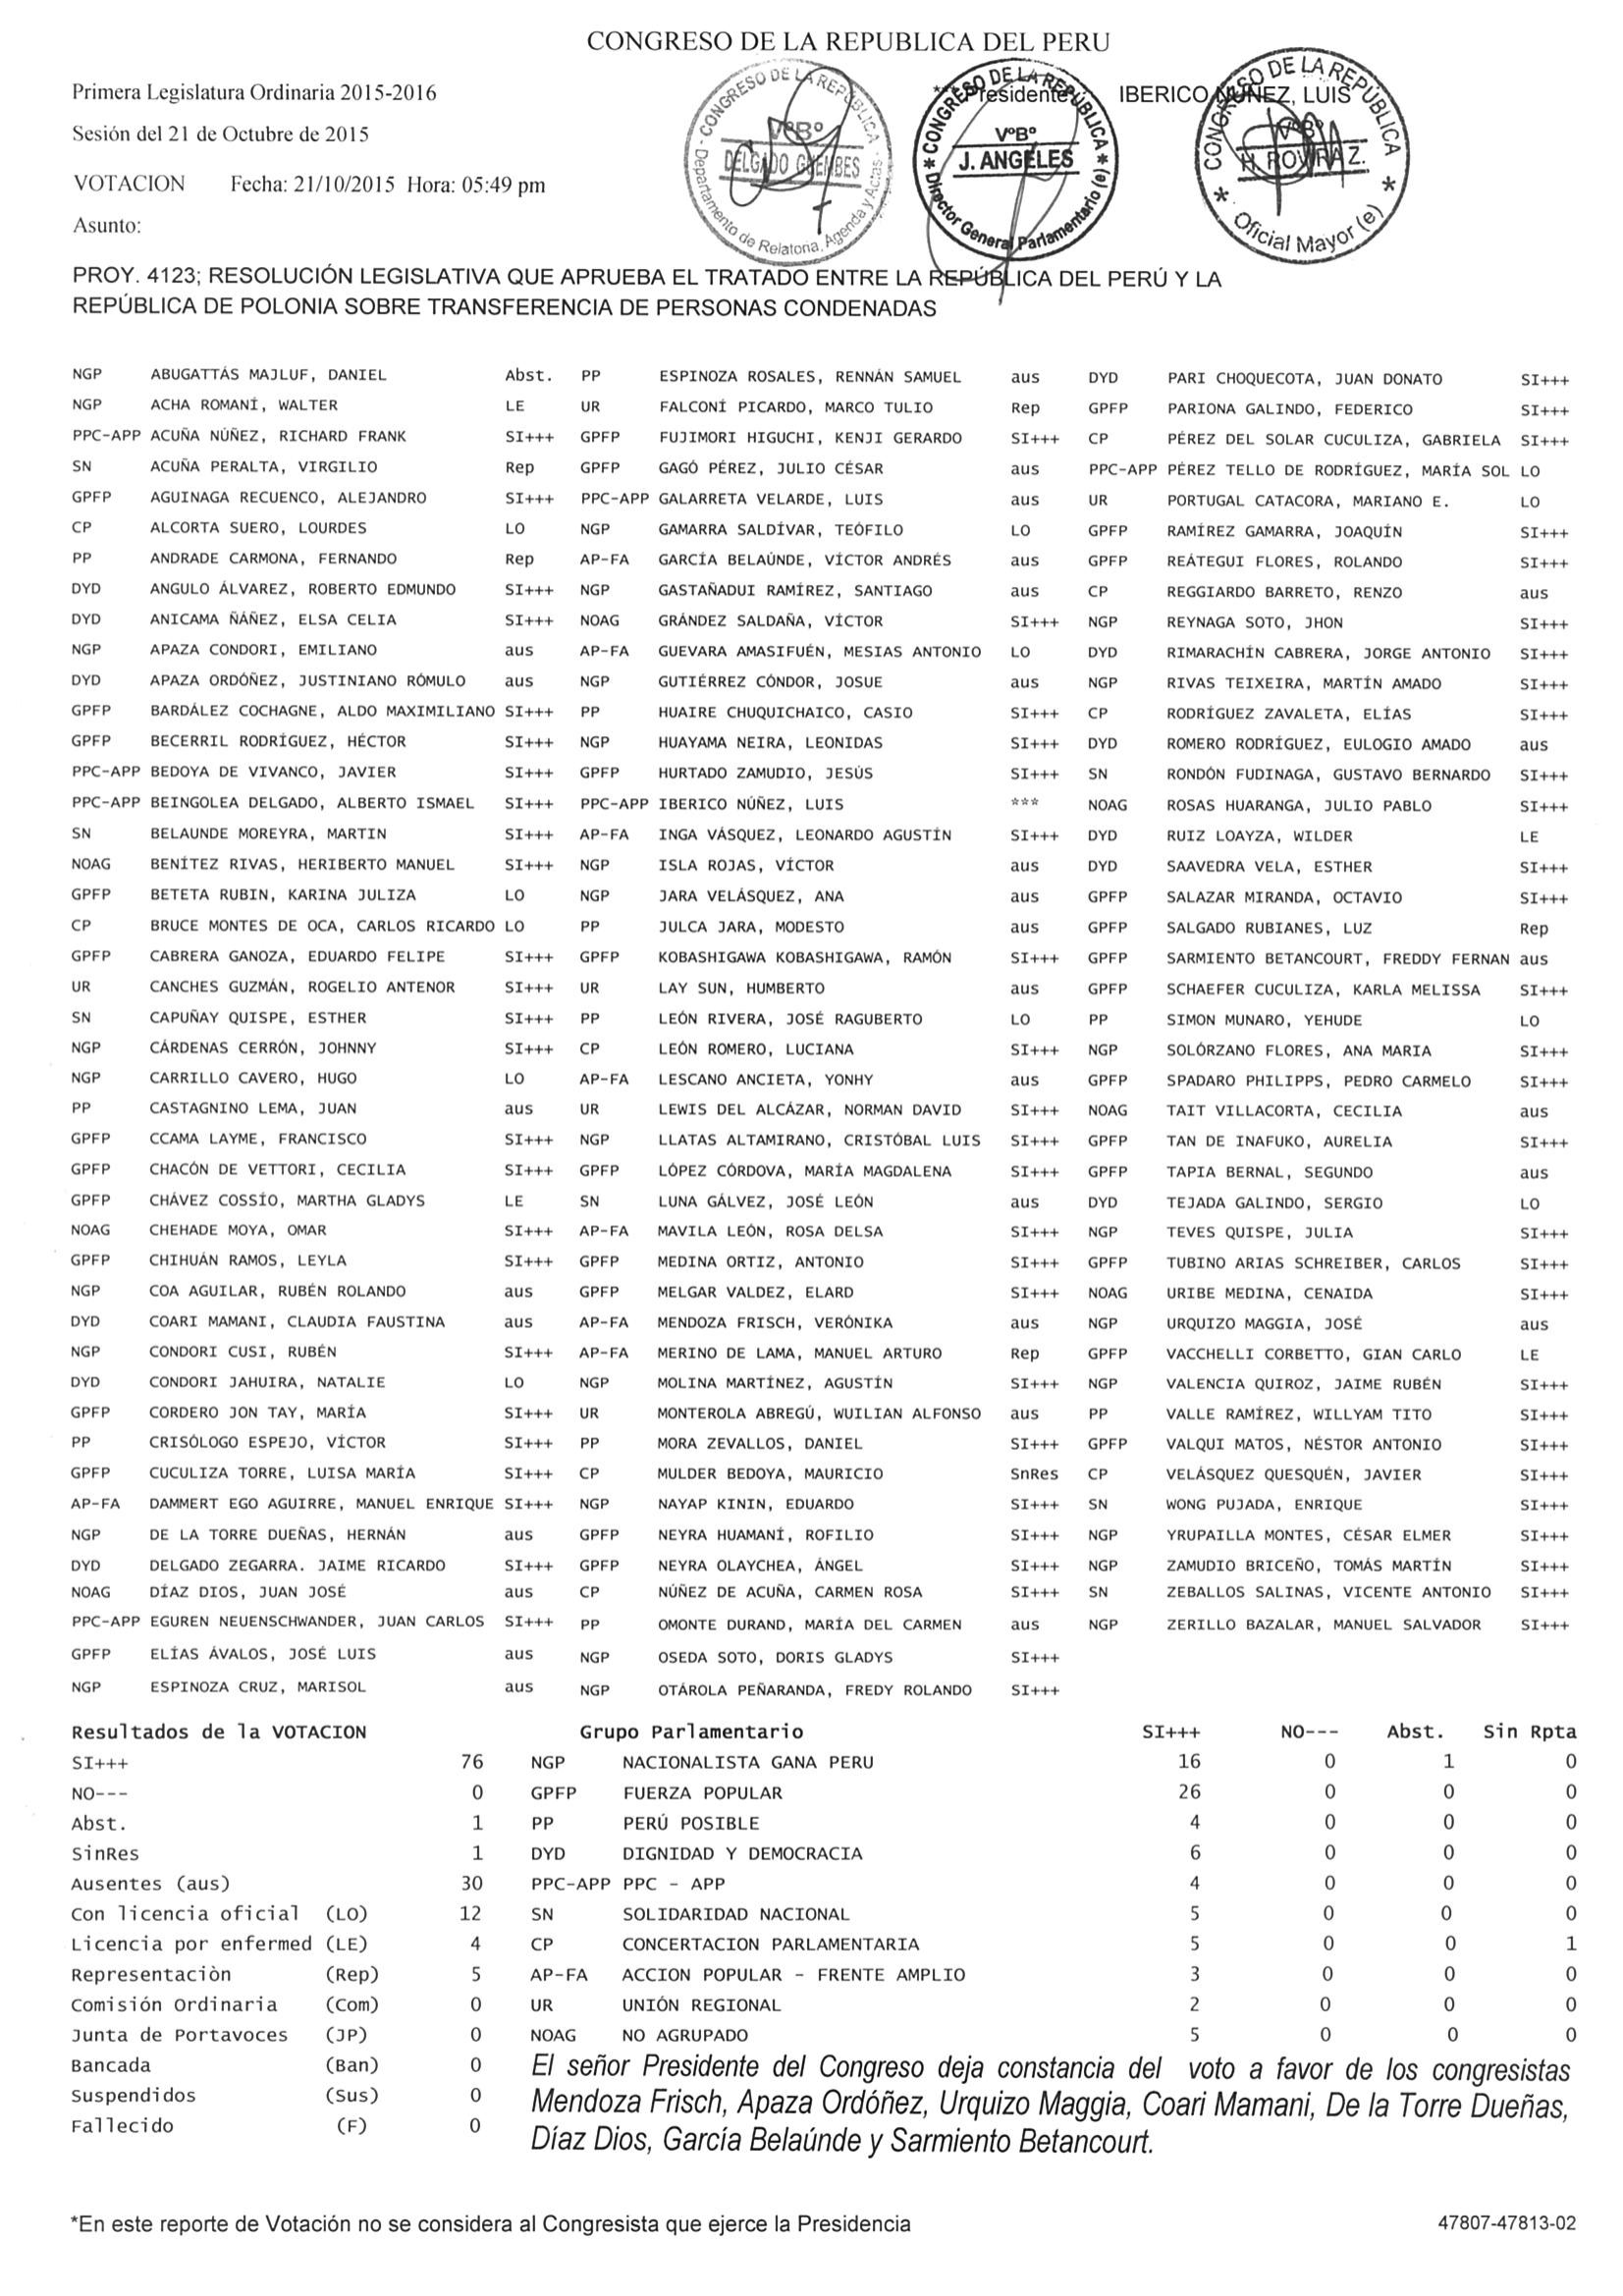 CONGRESO DE LA REPUBLICA DEL PERU
Primera Legislatura Ordinaria 2015-2016
***Presidente: IBERICO NÚÑEZ, LUIS
Sesión del 21 de Octubre de 2015
VOTACION Fecha: 21/10/2015 Hora: 05:49 pm
Asunto:
CONGRESO DE LA REPÚBLICA - Departamento de Relatoria, Agenda y Actas
VºBº
DELGADO GUEMBES
* CONGRESO DE LA REPÚBLICA * Director General Parlamentario (e)
VºBº
J. ANGELES
* CONGRESO DE LA REPÚBLICA * Oficial Mayor (e)
VºBº
H. ROVIRA Z.
PROY. 4123; RESOLUCIÓN LEGISLATIVA QUE APRUEBA EL TRATADO ENTRE LA REPÚBLICA DEL PERÚ Y LA
REPÚBLICA DE POLONIA SOBRE TRANSFERENCIA DE PERSONAS CONDENADAS
NGP ABUGATTÁS MAJLUF, DANIEL Abst. PP ESPINOZA ROSALES, RENNÁN SAMUEL aus DYD PARI CHOQUECOTA, JUAN DONATO SI+++
NGP ACHA ROMANÍ, WALTER LE UR FALCONÍ PICARDO, MARCO TULIO Rep GPFP PARIONA GALINDO, FEDERICO SI+++
PPC-APP ACUÑA NÚÑEZ, RICHARD FRANK SI+++ GPFP FUJIMORI HIGUCHI, KENJI GERARDO SI+++ CP PÉREZ DEL SOLAR CUCULIZA, GABRIELA SI+++
SN ACUÑA PERALTA, VIRGILIO Rep GPFP GAGÓ PÉREZ, JULIO CÉSAR aus PPC-APP PÉREZ TELLO DE RODRÍGUEZ, MARÍA SOL LO
GPFP AGUINAGA RECUENCO, ALEJANDRO SI+++ PPC-APP GALARRETA VELARDE, LUIS aus UR PORTUGAL CATACORA, MARIANO E. LO
CP ALCORTA SUERO, LOURDES LO NGP GAMARRA SALDÍVAR, TEÓFILO LO GPFP RAMÍREZ GAMARRA, JOAQUÍN SI+++
PP ANDRADE CARMONA, FERNANDO Rep AP-FA GARCÍA BELAÚNDE, VÍCTOR ANDRÉS aus GPFP REÁTEGUI FLORES, ROLANDO SI+++
DYD ANGULO ÁLVAREZ, ROBERTO EDMUNDO SI+++ NGP GASTAÑADUI RAMÍREZ, SANTIAGO aus CP REGGIARDO BARRETO, RENZO aus
DYD ANICAMA ÑÁÑEZ, ELSA CELIA SI+++ NOAG GRÁNDEZ SALDAÑA, VÍCTOR SI+++ NGP REYNAGA SOTO, JHON SI+++
NGP APAZA CONDORI, EMILIANO aus AP-FA GUEVARA AMASIFUÉN, MESIAS ANTONIO LO DYD RIMARACHÍN CABRERA, JORGE ANTONIO SI+++
DYD APAZA ORDÓÑEZ, JUSTINIANO RÓMULO aus NGP GUTIÉRREZ CÓNDOR, JOSUE aus NGP RIVAS TEIXEIRA, MARTÍN AMADO SI+++
GPFP BARDÁLEZ COCHAGNE, ALDO MAXIMILIANO SI+++ PP HUAIRE CHUQUICHAICO, CASIO SI+++ CP RODRÍGUEZ ZAVALETA, ELÍAS SI+++
GPFP BECERRIL RODRÍGUEZ, HÉCTOR SI+++ NGP HUAYAMA NEIRA, LEONIDAS SI+++ DYD ROMERO RODRÍGUEZ, EULOGIO AMADO aus
PPC-APP BEDOYA DE VIVANCO, JAVIER SI+++ GPFP HURTADO ZAMUDIO, JESÚS SI+++ SN RONDÓN FUDINAGA, GUSTAVO BERNARDO SI+++
PPC-APP BEINGOLEA DELGADO, ALBERTO ISMAEL SI+++ PPC-APP IBERICO NÚÑEZ, LUIS *** NOAG ROSAS HUARANGA, JULIO PABLO SI+++
SN BELAUNDE MOREYRA, MARTIN SI+++ AP-FA INGA VÁSQUEZ, LEONARDO AGUSTÍN SI+++ DYD RUIZ LOAYZA, WILDER LE
NOAG BENÍTEZ RIVAS, HERIBERTO MANUEL SI+++ NGP ISLA ROJAS, VÍCTOR aus DYD SAAVEDRA VELA, ESTHER SI+++
GPFP BETETA RUBIN, KARINA JULIZA LO NGP JARA VELÁSQUEZ, ANA aus GPFP SALAZAR MIRANDA, OCTAVIO SI+++
CP BRUCE MONTES DE OCA, CARLOS RICARDO LO PP JULCA JARA, MODESTO aus GPFP SALGADO RUBIANES, LUZ Rep
GPFP CABRERA GANOZA, EDUARDO FELIPE SI+++ GPFP KOBASHIGAWA KOBASHIGAWA, RAMÓN SI+++ GPFP SARMIENTO BETANCOURT, FREDDY FERNAN aus
UR CANCHES GUZMÁN, ROGELIO ANTENOR SI+++ UR LAY SUN, HUMBERTO aus GPFP SCHAEFER CUCULIZA, KARLA MELISSA SI+++
SN CAPUÑAY QUISPE, ESTHER SI+++ PP LEÓN RIVERA, JOSÉ RAGUBERTO LO PP SIMON MUNARO, YEHUDE LO
NGP CÁRDENAS CERRÓN, JOHNNY SI+++ CP LEÓN ROMERO, LUCIANA SI+++ NGP SOLÓRZANO FLORES, ANA MARIA SI+++
NGP CARRILLO CAVERO, HUGO LO AP-FA LESCANO ANCIETA, YONHY aus GPFP SPADARO PHILIPPS, PEDRO CARMELO SI+++
PP CASTAGNINO LEMA, JUAN aus UR LEWIS DEL ALCÁZAR, NORMAN DAVID SI+++ NOAG TAIT VILLACORTA, CECILIA aus
GPFP CCAMA LAYME, FRANCISCO SI+++ NGP LLATAS ALTAMIRANO, CRISTÓBAL LUIS SI+++ GPFP TAN DE INAFUKO, AURELIA SI+++
GPFP CHACÓN DE VETTORI, CECILIA SI+++ GPFP LÓPEZ CÓRDOVA, MARÍA MAGDALENA SI+++ GPFP TAPIA BERNAL, SEGUNDO aus
GPFP CHÁVEZ COSSÍO, MARTHA GLADYS LE SN LUNA GÁLVEZ, JOSÉ LEÓN aus DYD TEJADA GALINDO, SERGIO LO
NOAG CHEHADE MOYA, OMAR SI+++ AP-FA MAVILA LEÓN, ROSA DELSA SI+++ NGP TEVES QUISPE, JULIA SI+++
GPFP CHIHUÁN RAMOS, LEYLA SI+++ GPFP MEDINA ORTIZ, ANTONIO SI+++ GPFP TUBINO ARIAS SCHREIBER, CARLOS SI+++
NGP COA AGUILAR, RUBÉN ROLANDO aus GPFP MELGAR VALDEZ, ELARD SI+++ NOAG URIBE MEDINA, CENAIDA SI+++
DYD COARI MAMANI, CLAUDIA FAUSTINA aus AP-FA MENDOZA FRISCH, VERÓNIKA aus NGP URQUIZO MAGGIA, JOSÉ aus
NGP CONDORI CUSI, RUBÉN SI+++ AP-FA MERINO DE LAMA, MANUEL ARTURO Rep GPFP VACCHELLI CORBETTO, GIAN CARLO LE
DYD CONDORI JAHUIRA, NATALIE LO NGP MOLINA MARTÍNEZ, AGUSTÍN SI+++ NGP VALENCIA QUIROZ, JAIME RUBÉN SI+++
GPFP CORDERO JON TAY, MARÍA SI+++ UR MONTEROLA ABREGÚ, WUILIAN ALFONSO aus PP VALLE RAMÍREZ, WILLYAM TITO SI+++
PP CRISÓLOGO ESPEJO, VÍCTOR SI+++ PP MORA ZEVALLOS, DANIEL SI+++ GPFP VALQUI MATOS, NÉSTOR ANTONIO SI+++
GPFP CUCULIZA TORRE, LUISA MARÍA SI+++ CP MULDER BEDOYA, MAURICIO SnRes CP VELÁSQUEZ QUESQUÉN, JAVIER SI+++
AP-FA DAMMERT EGO AGUIRRE, MANUEL ENRIQUE SI+++ NGP NAYAP KININ, EDUARDO SI+++ SN WONG PUJADA, ENRIQUE SI+++
NGP DE LA TORRE DUEÑAS, HERNÁN aus GPFP NEYRA HUAMANÍ, ROFILIO SI+++ NGP YRUPAILLA MONTES, CÉSAR ELMER SI+++
DYD DELGADO ZEGARRA. JAIME RICARDO SI+++ GPFP NEYRA OLAYCHEA, ÁNGEL SI+++ NGP ZAMUDIO BRICEÑO, TOMÁS MARTÍN SI+++
NOAG DÍAZ DIOS, JUAN JOSÉ aus CP NÚÑEZ DE ACUÑA, CARMEN ROSA SI+++ SN ZEBALLOS SALINAS, VICENTE ANTONIO SI+++
PPC-APP EGUREN NEUENSCHWANDER, JUAN CARLOS SI+++ PP OMONTE DURAND, MARÍA DEL CARMEN aus NGP ZERILLO BAZALAR, MANUEL SALVADOR SI+++
GPFP ELÍAS ÁVALOS, JOSÉ LUIS aus NGP OSEDA SOTO, DORIS GLADYS SI+++
NGP ESPINOZA CRUZ, MARISOL aus NGP OTÁROLA PEÑARANDA, FREDY ROLANDO SI+++
Resultados de la VOTACION Grupo Parlamentario SI+++ NO--- Abst. Sin Rpta
SI+++ 76 NGP NACIONALISTA GANA PERU 16 0 1 0
NO--- 0 GPFP FUERZA POPULAR 26 0 0 0
Abst. 1 PP PERÚ POSIBLE 4 0 0 0
SinRes 1 DYD DIGNIDAD Y DEMOCRACIA 6 0 0 0
Ausentes (aus) 30 PPC-APP PPC - APP 4 0 0 0
Con licencia oficial (LO) 12 SN SOLIDARIDAD NACIONAL 5 0 0 0
Licencia por enfermed (LE) 4 CP CONCERTACION PARLAMENTARIA 5 0 0 1
Representaciòn (Rep) 5 AP-FA ACCION POPULAR - FRENTE AMPLIO 3 0 0 0
Comisión Ordinaria (Com) 0 UR UNIÓN REGIONAL 2 0 0 0
Junta de Portavoces (JP) 0 NOAG NO AGRUPADO 5 0 0 0
Bancada (Ban) 0
Suspendidos (Sus) 0
Fallecido (F) 0
El señor Presidente del Congreso deja constancia del voto a favor de los congresistas
Mendoza Frisch, Apaza Ordóñez, Urquizo Maggia, Coari Mamani, De la Torre Dueñas,
Díaz Dios, García Belaúnde y Sarmiento Betancourt.
*En este reporte de Votación no se considera al Congresista que ejerce la Presidencia 47807-47813-02